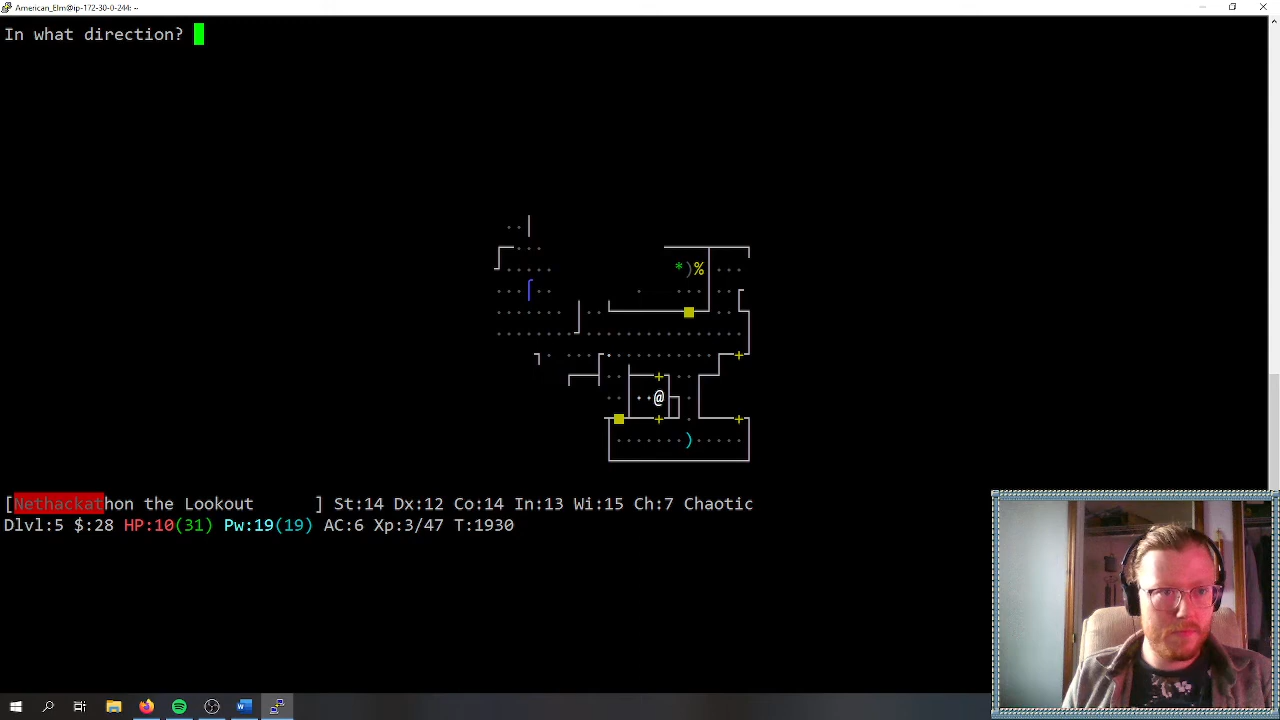 American_Elm@ip-172-30-0-244: ~
In what direction?
[Nethackathon the Lookout ] St:14 Dx:12 Co:14 In:13 Wi:15 Ch:7 Chaotic
Dlvl:5 $:28 HP:10(31) Pw:19(19) AC:6 Xp:3/47 T:1930